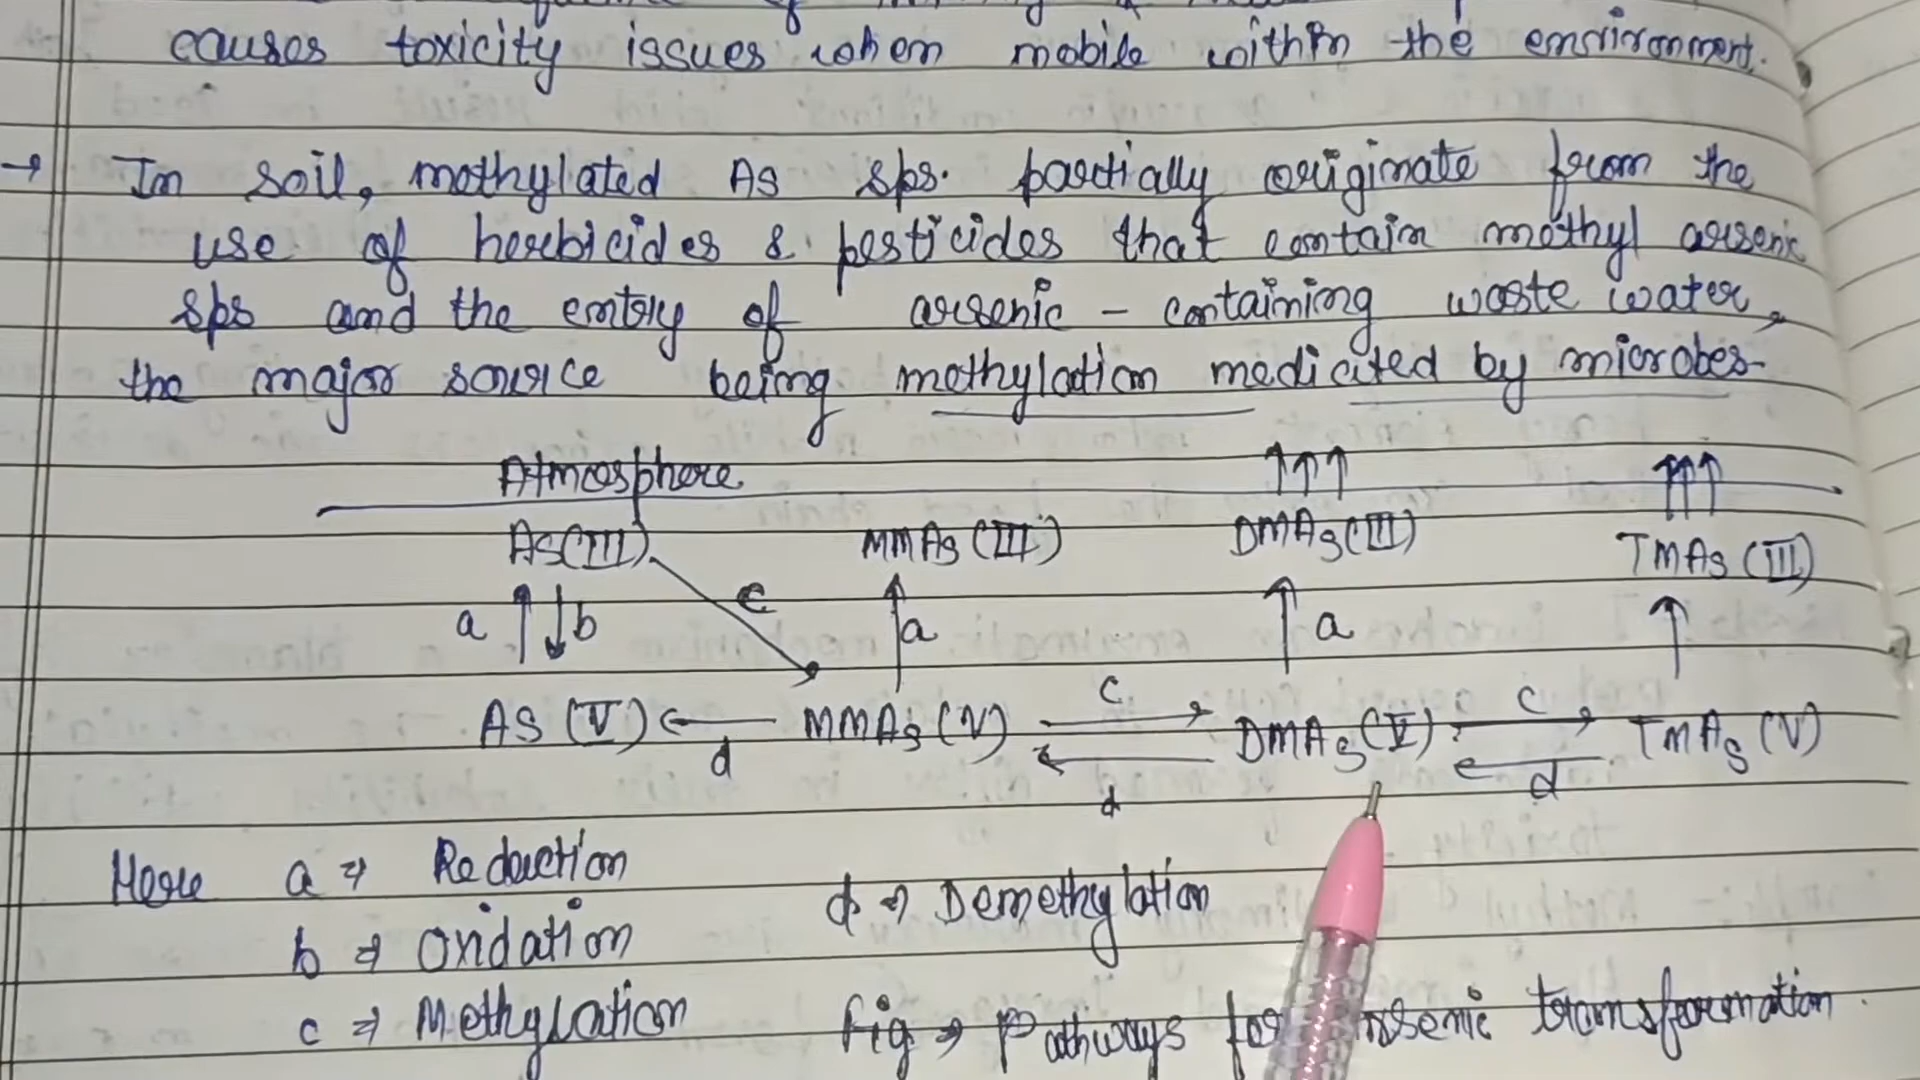 causes toxicity issues when mobile within the environment.
→ In soil, methylated As sps. partially originate from the
use of herbicides & pesticides that contain methyl arsenic
sps and the entry of arsenic - containing waste water,
the major source being methylation medicited by microbes.
Atmosphere ↑↑↑ ↑↑↑
As(III) MMAs (III) DMAs(III) TMAs (III)
a ↑ ↓ b c ↑ a ↑ a ↑
c c
AS (V) ← MMAs (V) ⇌ DMAs (V) ⇌ TMAs (V)
d d d
Here a ⇒ Reduction
d ⇒ Demethylation
b ⇒ Oxidation
c ⇒ Methylation
Fig → Pathways for transformation